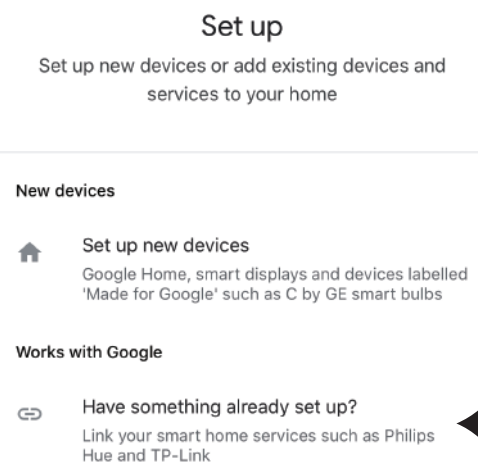 Set up
Set up new devices or add existing devices and
services to your home
New devices
Set up new devices
Google Home, smart displays and devices labelled
'Made for Google' such as C by GE smart bulbs
Works with Google
Have something already set up?
Link your smart home services such as Philips
Hue and TP-Link